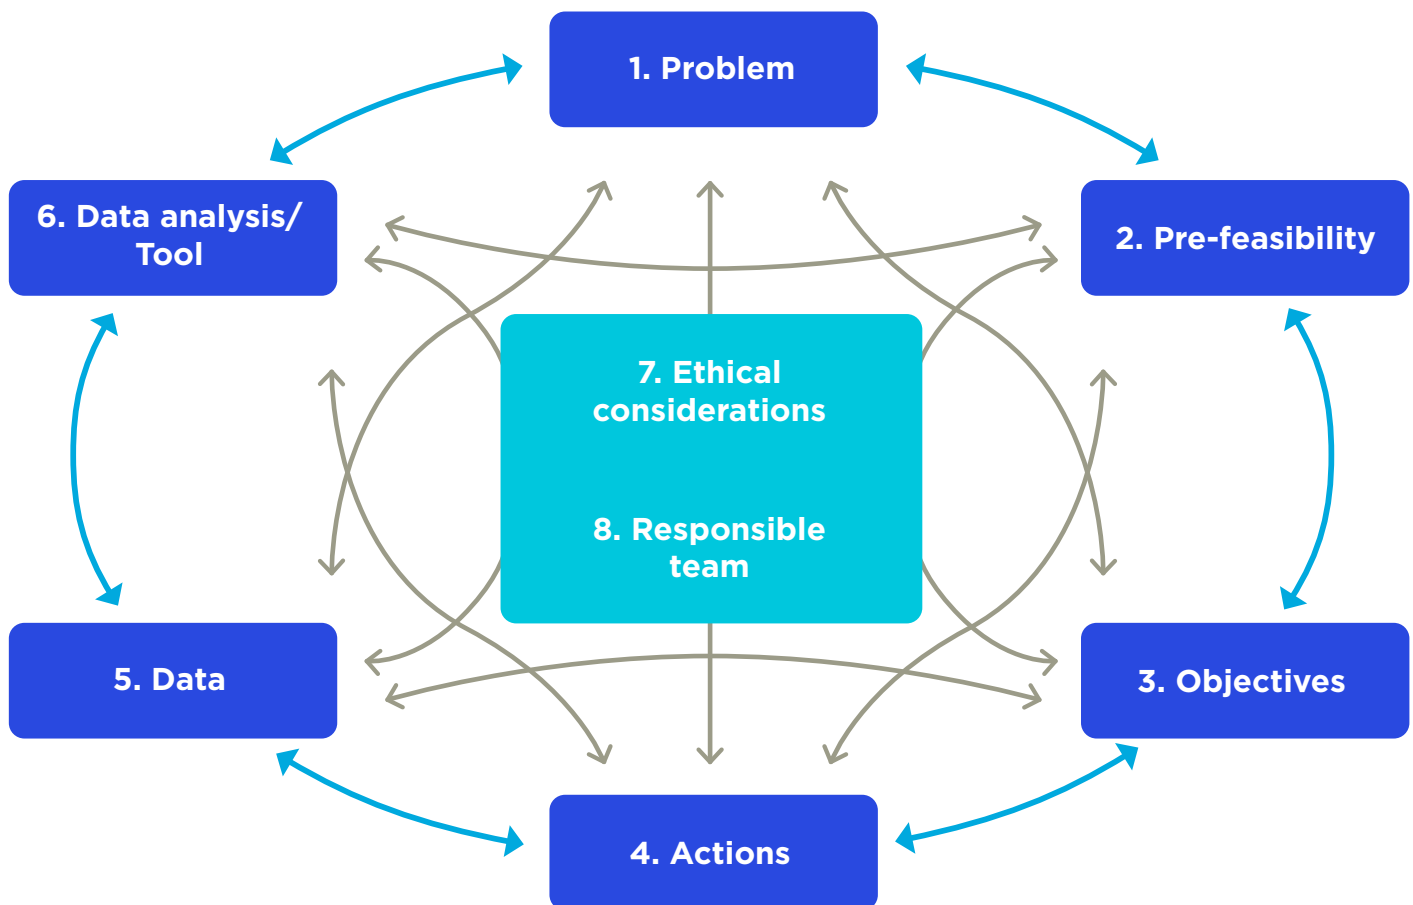 1. Problem
6. Data analysis/
Tool
2. Pre-feasibility
7. Ethical
considerations
8. Responsible
team
5. Data
3. Objectives
4. Actions